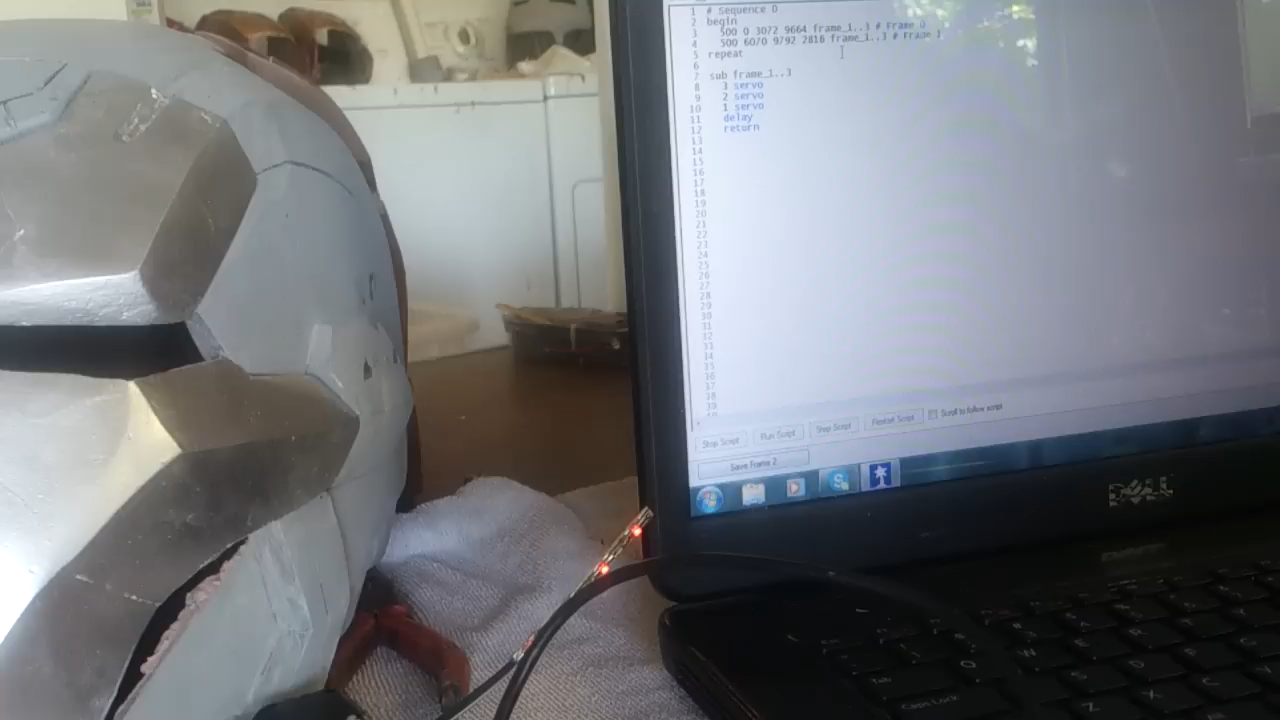 1 # Sequence 0
2 begin
3 500 0 3072 9664 frame_1..3 # Frame 0
4 500 6070 9792 2816 frame_1..3 # Frame 1
5 repeat
6
7 sub frame_1..3
8 3 servo
9 2 servo
10 1 servo
11 delay
12 return
13
14
15
16
17
18
19
20
21
22
23
24
25
26
27
28
29
30
31
32
33
34
35
36
37
38
39
Stop Script Run Script Step Script Restart Script Scroll to follow script
Save Frame 2
DELL
Q W E R T
Tab
S D
Caps Lock
Z X C